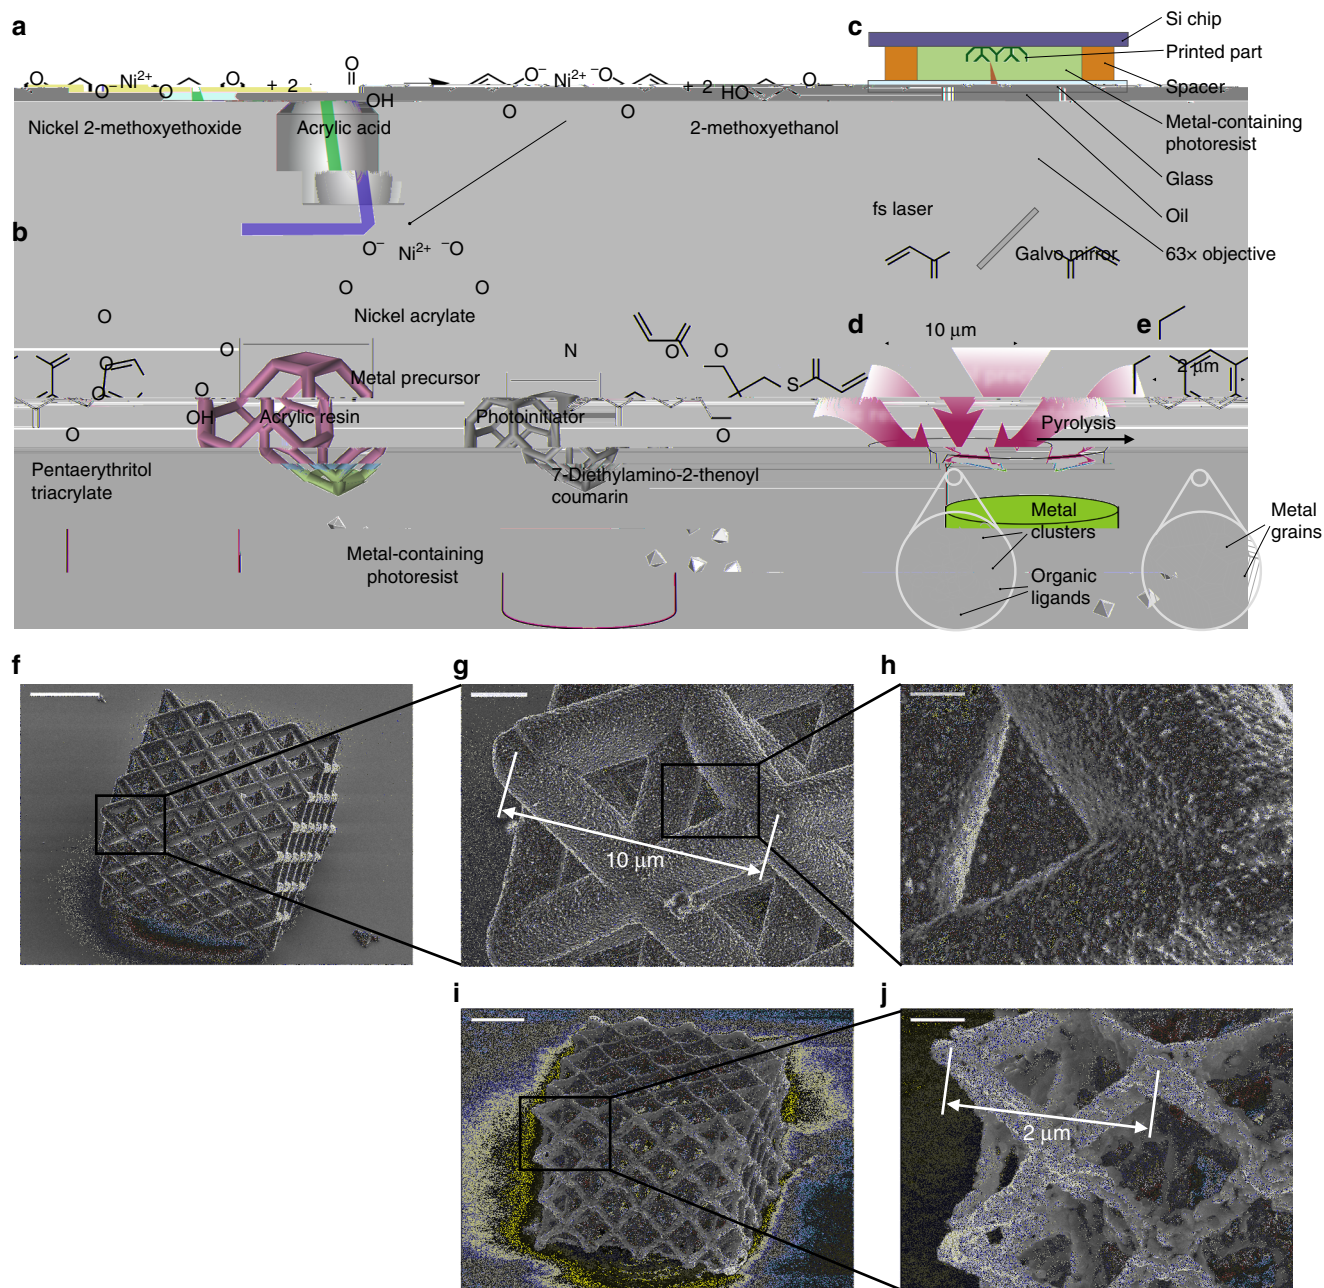 a
c
Si chip
Printed part
Spacer
Metal-containing
photoresist
Glass
Oil
63× objective
O O⁻ Ni²⁺ O O + 2 O OH
O⁻ Ni²⁺ ⁻O O O + 2 HO O
Nickel 2-methoxyethoxide
Acrylic acid
2-methoxyethanol
fs laser
Galvo mirror
b
O⁻ Ni²⁺ ⁻O
O O
Nickel acrylate
Metal precursor
O O O O O OH O
Acrylic resin
N O O S O
Photoinitiator
Pentaerythritol
triacrylate
7-Diethylamino-2-thenoyl
coumarin
Metal-containing
photoresist
d
10 μm
e
2 μm
Pyrolysis
Metal
clusters
Organic
ligands
Metal
grains
f
g
10 μm
h
i
j
2 μm